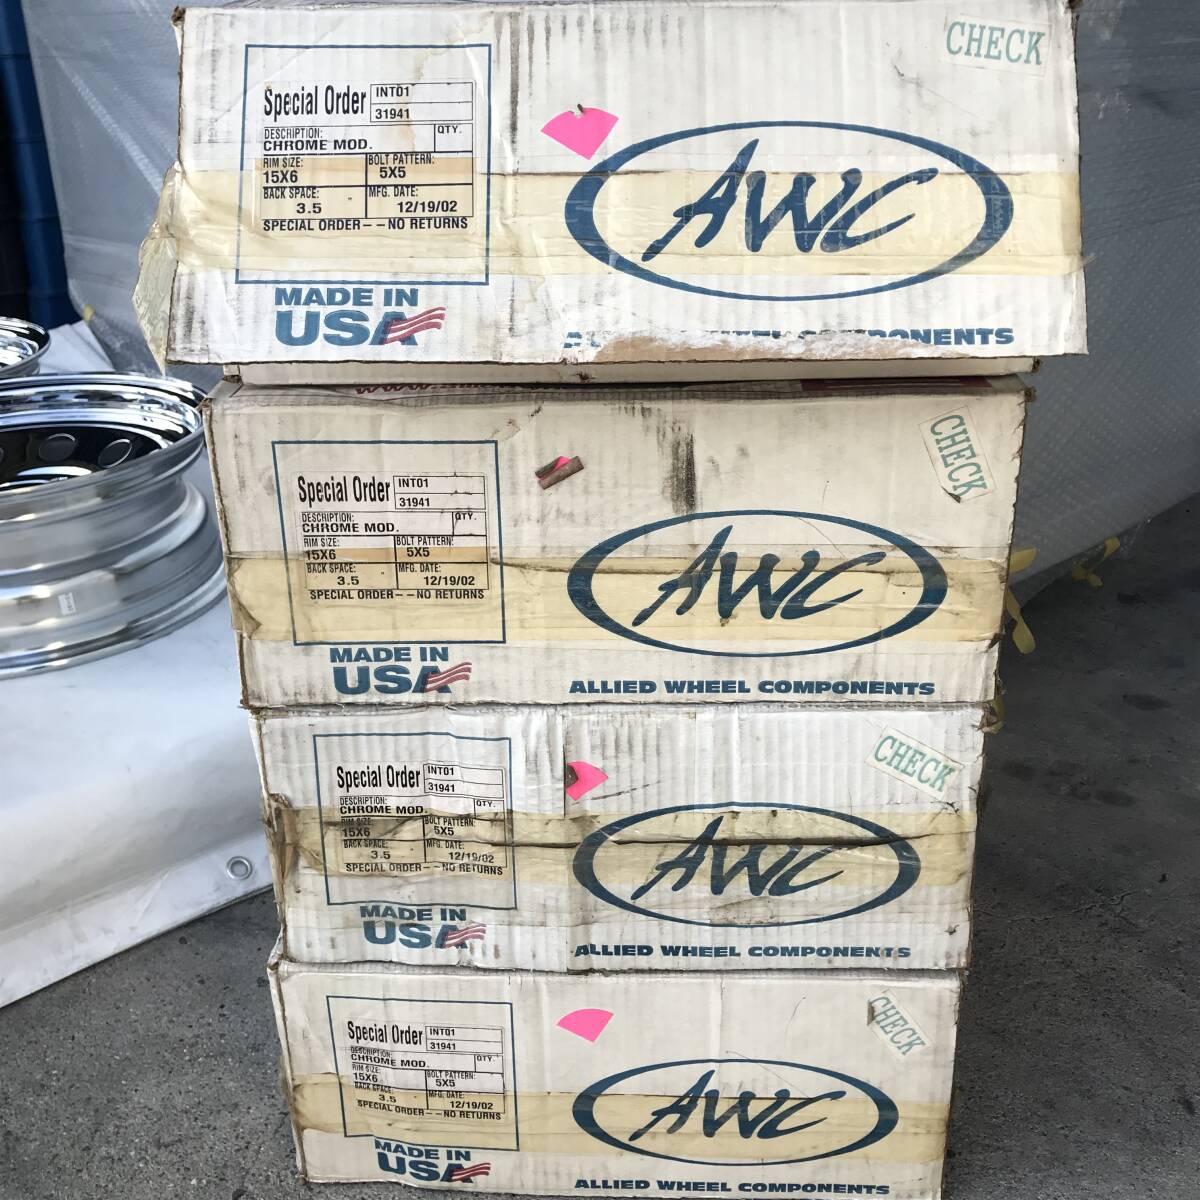 CHECK
Special Order
INT01
31941
DESCRIPTION: QTY.
CHROME MOD.
RIM SIZE: BOLT PATTERN:
15X6 5X5
BACK SPACE: MFG. DATE:
3.5 12/19/02
SPECIAL ORDER--NO RETURNS
AWC
MADE IN
USA
COMPONENTS
CHECK
Special Order
INT01
31941
DESCRIPTION: QTY.
CHROME MOD.
RIM SIZE: BOLT PATTERN:
15X6 5X5
BACK SPACE: MFG. DATE:
3.5 12/19/02
SPECIAL ORDER--NO RETURNS
AWC
MADE IN
USA
ALLIED WHEEL COMPONENTS
CHECK
Special Order
INT01
31941
DESCRIPTION: QTY.
CHROME MOD.
RIM SIZE: BOLT PATTERN:
15X6 5X5
BACK SPACE: MFG. DATE:
3.5 12/19/02
SPECIAL ORDER--NO RETURNS
AWC
MADE IN
USA
ALLIED WHEEL COMPONENTS
CHECK
Special Order
INT01
31941
DESCRIPTION: QTY.
CHROME MOD.
RIM SIZE: BOLT PATTERN:
15X6 5X5
BACK SPACE: MFG. DATE:
3.5 12/19/02
SPECIAL ORDER--NO RETURNS
AWC
MADE IN
USA
ALLIED WHEEL COMPONENTS